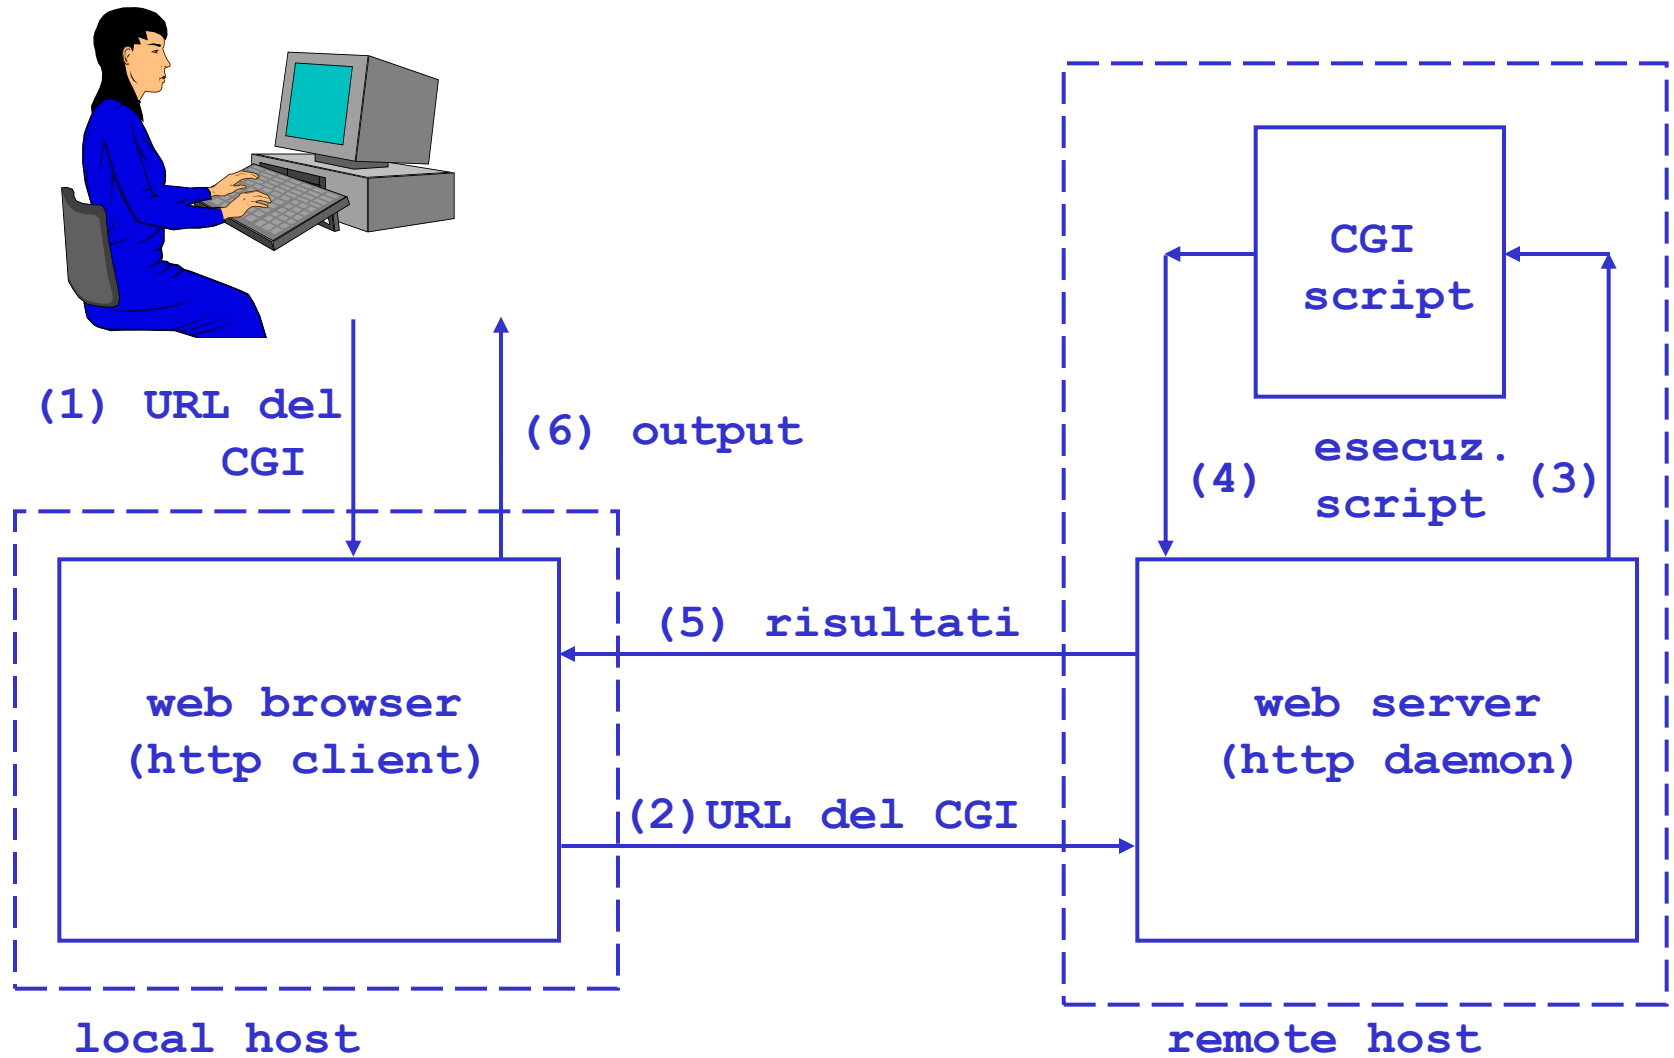 CGI
script
(1) URL del
CGI
(6) output
esecuz.
script
(4)
(3)
(5) risultati
web browser
(http client)
web server
(http daemon)
(2)URL del CGI
local host
remote host